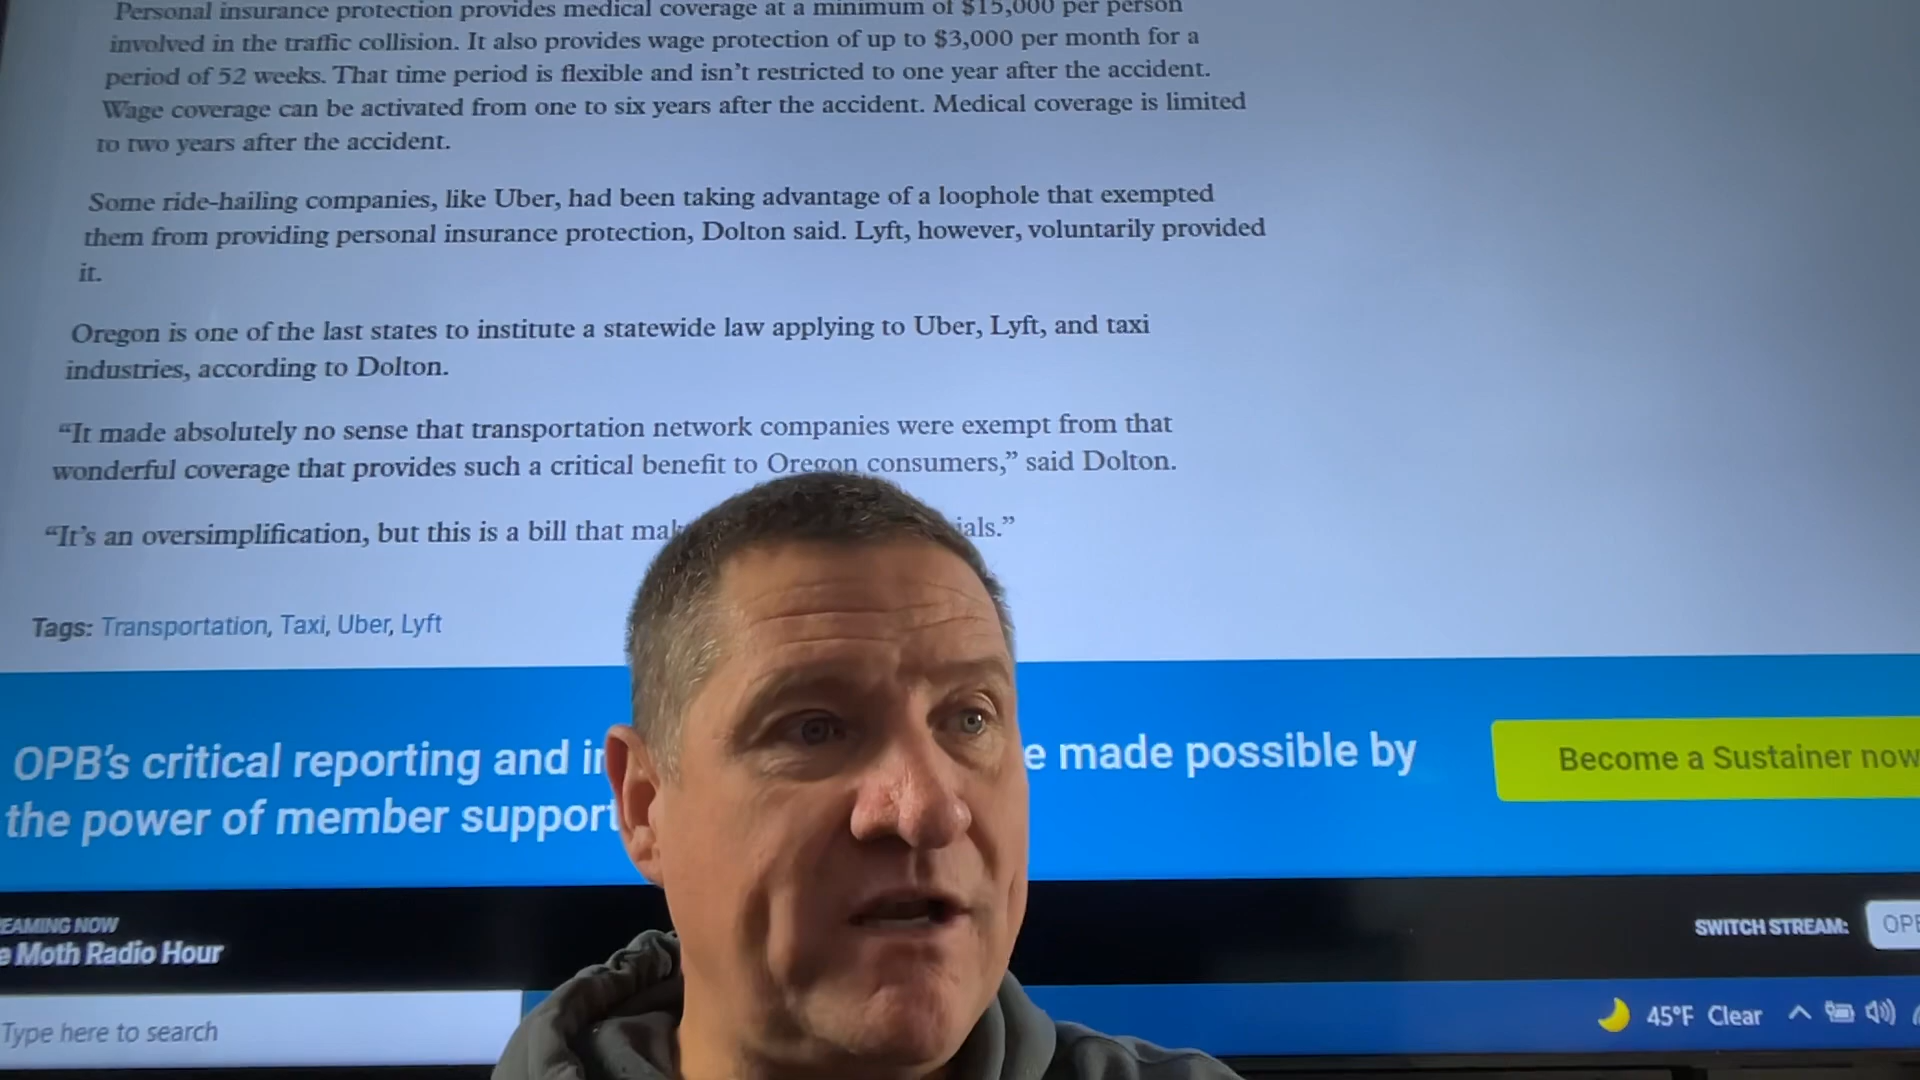 Personal insurance protection provides medical coverage at a minimum of $15,000 per person
involved in the traffic collision. It also provides wage protection of up to $3,000 per month for a
period of 52 weeks. That time period is flexible and isn’t restricted to one year after the accident.
Wage coverage can be activated from one to six years after the accident. Medical coverage is limited
to two years after the accident.
Some ride-hailing companies, like Uber, had been taking advantage of a loophole that exempted
them from providing personal insurance protection, Dolton said. Lyft, however, voluntarily provided
it.
Oregon is one of the last states to institute a statewide law applying to Uber, Lyft, and taxi
industries, according to Dolton.
“It made absolutely no sense that transportation network companies were exempt from that
wonderful coverage that provides such a critical benefit to Oregon consumers,” said Dolton.
“It’s an oversimplification, but this is a bill that
Tags: Transportation, Taxi, Uber, Lyft
OPB’s critical reporting and made possible by
the power of member support
Become a Sustainer now
Moth Radio Hour
SWITCH STREAM:
Type here to search
45°F Clear